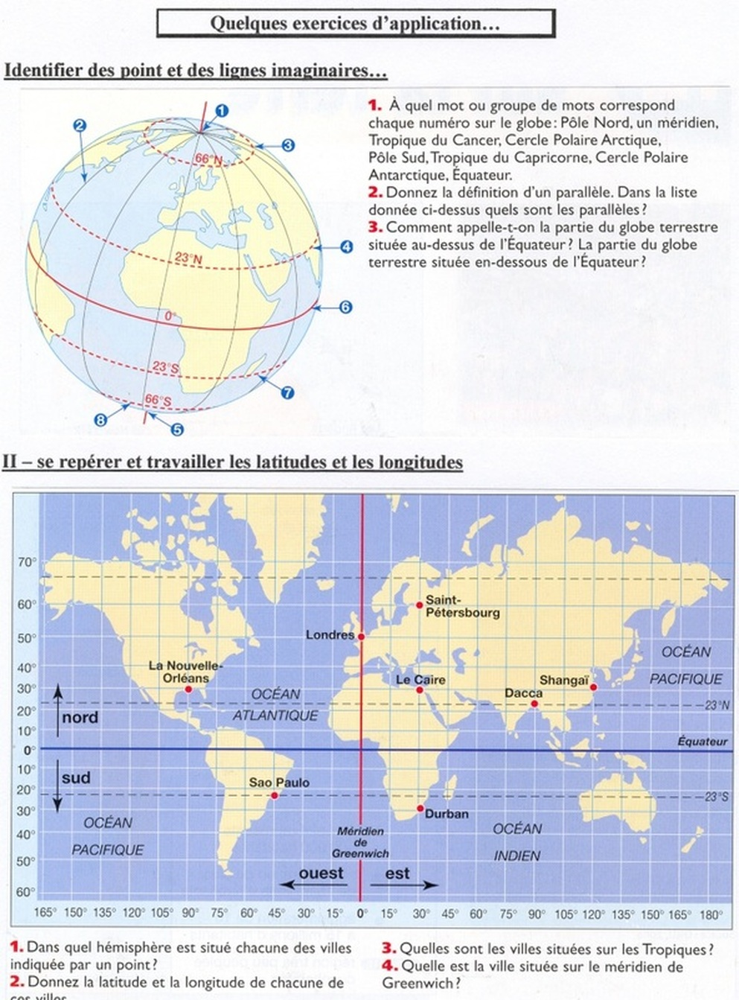 Quelques exercices d'application…
Identifier des point et des lignes imaginaires…
1
2
3
66°N
4
23°N
6
0°
23°S
7
66°S
8
5
1. À quel mot ou groupe de mots correspond
chaque numéro sur le globe : Pôle Nord, un méridien,
Tropique du Cancer, Cercle Polaire Arctique,
Pôle Sud, Tropique du Capricorne, Cercle Polaire
Antarctique, Équateur.
2. Donnez la définition d'un parallèle. Dans la liste
donnée ci-dessus quels sont les parallèles ?
3. Comment appelle-t-on la partie du globe terrestre
située au-dessus de l'Équateur ? La partie du globe
terrestre située en-dessous de l'Équateur ?
II – se repérer et travailler les latitudes et les longitudes
70°
60°
50°
40°
30°
20°
10°
0°
10°
20°
30°
40°
50°
60°
nord
sud
Saint-
Pétersbourg
Londres
La Nouvelle-
Orléans
Le Caire
Shangaï
Dacca
OCÉAN
PACIFIQUE
OCÉAN
ATLANTIQUE
23°N
Équateur
Sao Paulo
23°S
Durban
OCÉAN
PACIFIQUE
Méridien
de
Greenwich
OCÉAN
INDIEN
ouest
est
165° 150° 135° 120° 105° 90° 75° 60° 45° 30° 15° 0° 15° 30° 45° 60° 75° 90° 105° 120° 135° 150° 165° 180°
1. Dans quel hémisphère est situé chacune des villes
indiquée par un point ?
2. Donnez la latitude et la longitude de chacune de
ces villes
3. Quelles sont les villes situées sur les Tropiques ?
4. Quelle est la ville située sur le méridien de
Greenwich ?